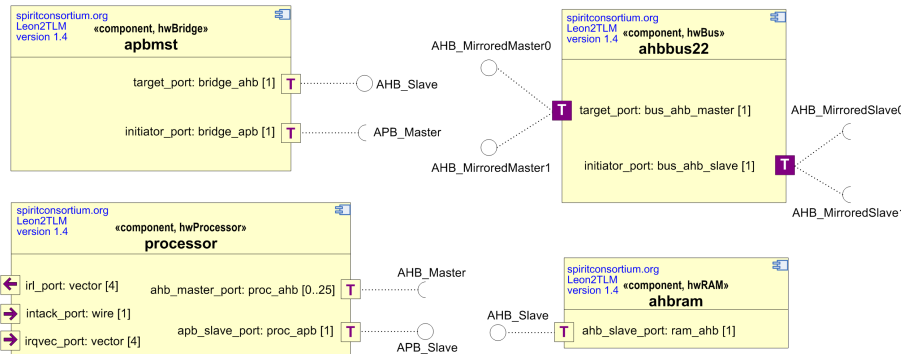 spiritconsortium.org
Leon2TLM
version 1.4
«component, hwBridge»
apbmst
target_port: bridge_ahb [1]
T
AHB_Slave
initiator_port: bridge_apb [1]
T
APB_Master
spiritconsortium.org
Leon2TLM
version 1.4
«component, hwBus»
ahbbus22
AHB_MirroredMaster0
T
target_port: bus_ahb_master [1]
AHB_MirroredMaster1
AHB_MirroredSlave0
initiator_port: bus_ahb_slave [1]
T
AHB_MirroredSlave1
spiritconsortium.org
Leon2TLM
version 1.4
«component, hwProcessor»
processor
irl_port: vector [4]
intack_port: wire [1]
irqvec_port: vector [4]
ahb_master_port: proc_ahb [0..25]
T
AHB_Master
apb_slave_port: proc_apb [1]
T
APB_Slave
spiritconsortium.org
Leon2TLM
version 1.4
«component, hwRAM»
ahbram
AHB_Slave
T
ahb_slave_port: ram_ahb [1]